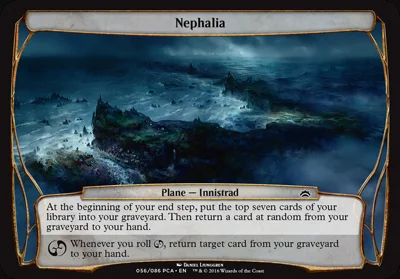 Nephalia
Plane — Innistrad
At the beginning of your end step, put the top seven cards of your
library into your graveyard. Then return a card at random from your
graveyard to your hand.
Whenever you roll , return target card from your graveyard
to your hand.
Daniel Ljunggren
056/086 PCA • EN ™ & © 2016 Wizards of the Coast